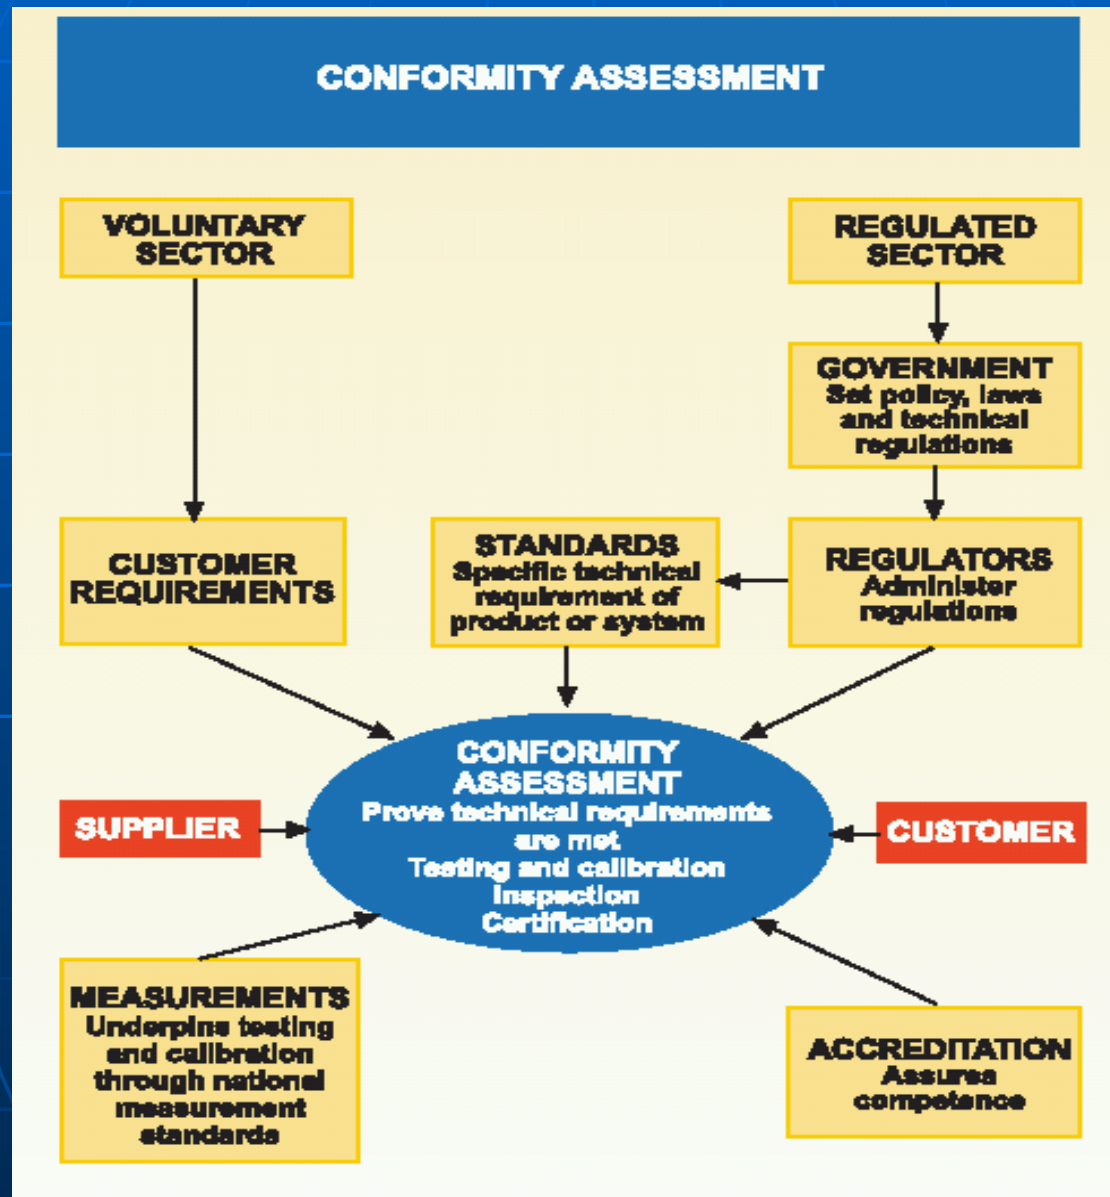 CONFORMITY ASSESSMENT
VOLUNTARY
SECTOR
REGULATED
SECTOR
GOVERNMENT
Set policy, laws
and technical
regulations
CUSTOMER
REQUIREMENTS
STANDARDS
Specific technical
requirement of
product or system
REGULATORS
Administer
regulations
CONFORMITY
ASSESSMENT
Prove technical requirements
are met
Testing and calibration
Inspection
Certification
SUPPLIER
CUSTOMER
MEASUREMENTS
Underpins testing
and calibration
through national
measurement
standards
ACCREDITATION
Assures
competence